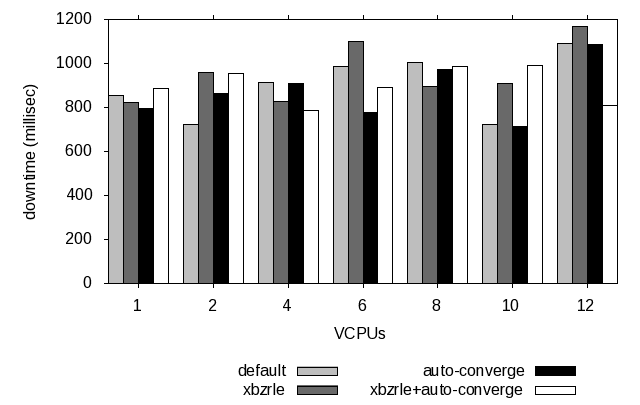 1200
1000
800
600
400
200
0
downtime (millisec)
1 2 4 6 8 10 12
VCPUs
default auto-converge
xbzrle xbzrle+auto-converge